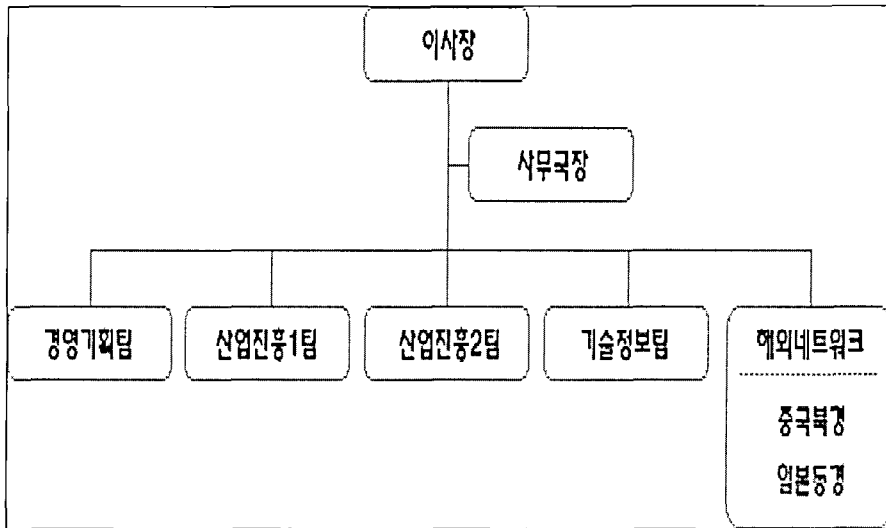 이사장
사무국장
경영기획팀
산업진흥1팀
산업진흥2팀
기술정보팀
해외네트워크
중국북경
일본동경